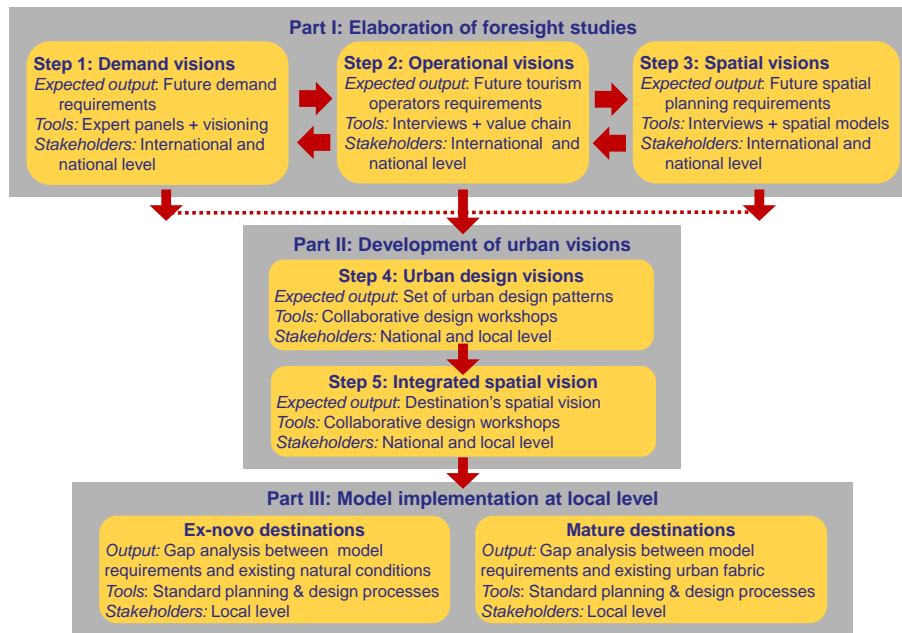 Part I: Elaboration of foresight studies
Step 1: Demand visions
Expected output: Future demand
requirements
Tools: Expert panels + visioning
Stakeholders: International and
national level
Step 2: Operational visions
Expected output: Future tourism
operators requirements
Tools: Interviews + value chain
Stakeholders: International and
national level
Step 3: Spatial visions
Expected output: Future spatial
planning requirements
Tools: Interviews + spatial models
Stakeholders: International and
national level
Part II: Development of urban visions
Step 4: Urban design visions
Expected output: Set of urban design patterns
Tools: Collaborative design workshops
Stakeholders: National and local level
Step 5: Integrated spatial vision
Expected output: Destination's spatial vision
Tools: Collaborative design workshops
Stakeholders: National and local level
Part III: Model implementation at local level
Ex-novo destinations
Output: Gap analysis between model
requirements and existing natural conditions
Tools: Standard planning & design processes
Stakeholders: Local level
Mature destinations
Output: Gap analysis between model
requirements and existing urban fabric
Tools: Standard planning & design processes
Stakeholders: Local level